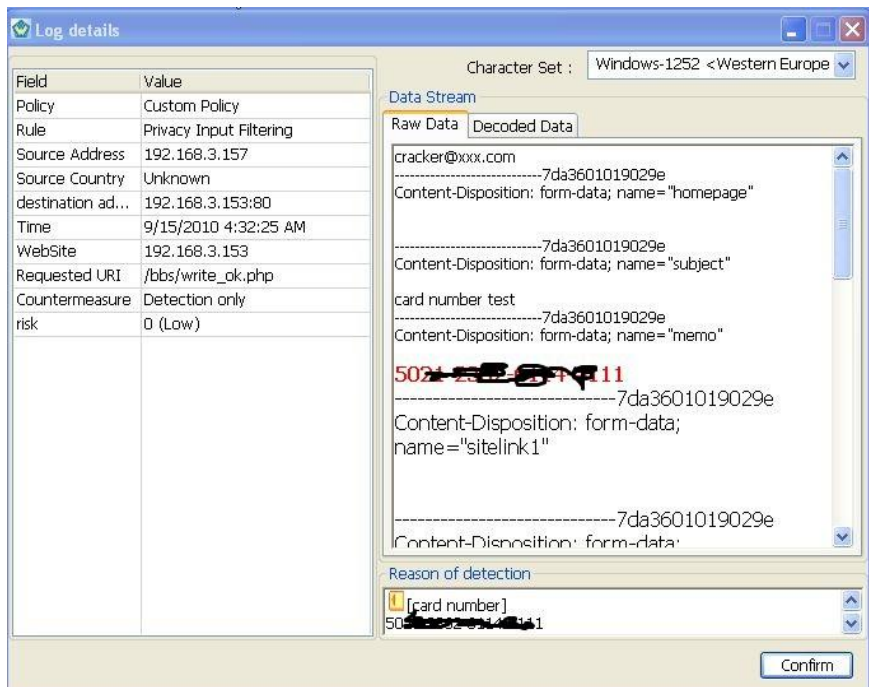 Log details
Field Value
Policy Custom Policy
Rule Privacy Input Filtering
Source Address 192.168.3.157
Source Country Unknown
destination ad... 192.168.3.153:80
Time 9/15/2010 4:32:25 AM
WebSite 192.168.3.153
Requested URI /bbs/write_ok.php
Countermeasure Detection only
risk 0 (Low)
Character Set : Windows-1252 <Western Europe
Data Stream
Raw Data Decoded Data
cracker@xxx.com
-----------------------------7da3601019029e
Content-Disposition: form-data; name="homepage"
-----------------------------7da3601019029e
Content-Disposition: form-data; name="subject"
card number test
-----------------------------7da3601019029e
Content-Disposition: form-data; name="memo"
-----------------------------7da3601019029e
Content-Disposition: form-data;
name="sitelink1"
-----------------------------7da3601019029e
Content-Disposition: form-data;
Reason of detection
[card number]
Confirm